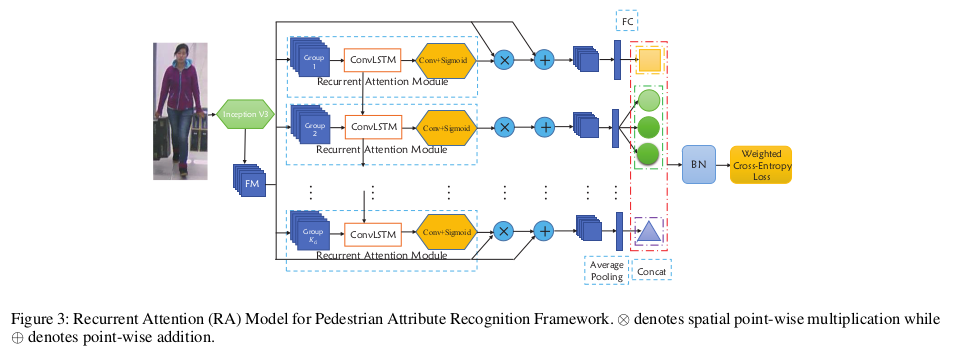 FC
Group
1
ConvLSTM
Conv+Sigmoid
Recurrent Attention Module
Inception V3
Group
2
ConvLSTM
Conv+Sigmoid
Recurrent Attention Module
FM
BN
Weighted
Cross-Entropy
Loss
Group
K_G
ConvLSTM
Conv+Sigmoid
Recurrent Attention Module
Average
Pooling
Concat
Figure 3: Recurrent Attention (RA) Model for Pedestrian Attribute Recognition Framework. ⊗ denotes spatial point-wise multiplication while
⊕ denotes point-wise addition.